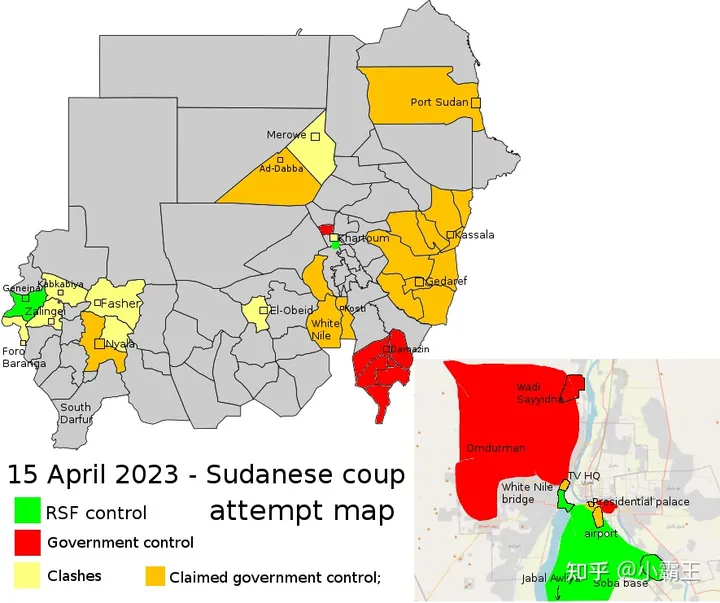 Port Sudan
Merowe
Ad-Dabba
Khartoum
Kassala
Geneina
Kabkabiya
Fasher
Zalingei
El-Obeid
Gedaref
Kosti
White
Nile
Nyala
Damazin
Foro
Baranga
South
Darfur
15 April 2023 - Sudanese coup
attempt map
RSF control
Government control
Clashes
Claimed government control;
Wadi
Sayyidna
Omdurman
TV HQ
White Nile
bridge
Presidential palace
airport
Jabal Awliya
Soba base
知乎 @小霸王